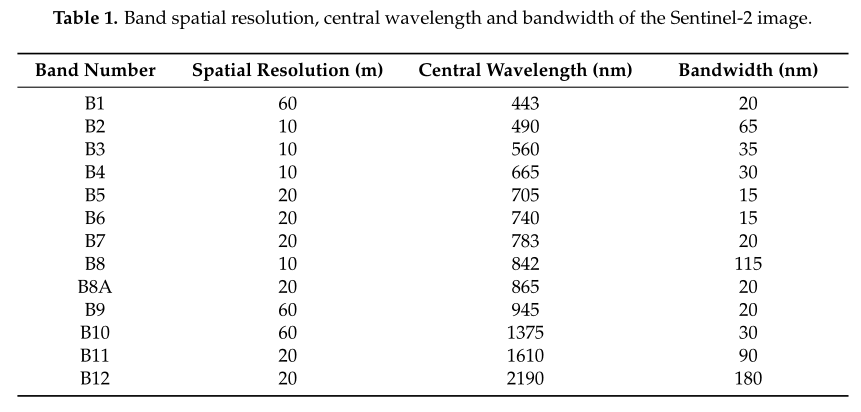 Table 1. Band spatial resolution, central wavelength and bandwidth of the Sentinel-2 image.
Band Number Spatial Resolution (m) Central Wavelength (nm) Bandwidth (nm)
B1 60 443 20
B2 10 490 65
B3 10 560 35
B4 10 665 30
B5 20 705 15
B6 20 740 15
B7 20 783 20
B8 10 842 115
B8A 20 865 20
B9 60 945 20
B10 60 1375 30
B11 20 1610 90
B12 20 2190 180